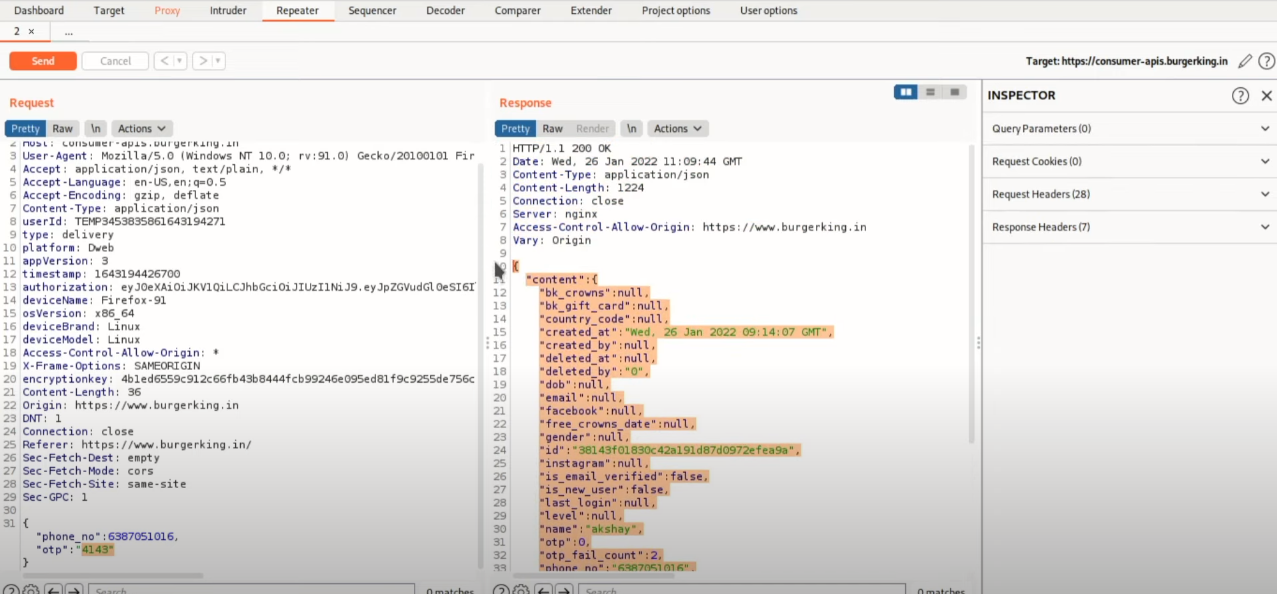 Dashboard Target Proxy Intruder Repeater Sequencer Decoder Comparer Extender Project options User options
2 × ...
Send Cancel < > Target: https://consumer-apis.burgerking.in ?
Request
Pretty Raw \n Actions
2 Host: consumer-apis.burgerking.in
3 User-Agent: Mozilla/5.0 (Windows NT 10.0; rv:91.0) Gecko/20100101 Fir
4 Accept: application/json, text/plain, */*
5 Accept-Language: en-US,en;q=0.5
6 Accept-Encoding: gzip, deflate
7 Content-Type: application/json
8 userId: TEMP3453835861643194271
9 type: delivery
10 platform: Dweb
11 appVersion: 3
12 timestamp: 1643194426700
13 authorization: eyJ0eXAiOiJKV1QiLCJhbGciOiJIUzI1NiJ9.eyJpZGVudGl0eSI6I
14 deviceName: Firefox-91
15 osVersion: x86_64
16 deviceBrand: Linux
17 deviceModel: Linux
18 Access-Control-Allow-Origin: *
19 X-Frame-Options: SAMEORIGIN
20 encryptionkey: 4b1ed6559c912c66fb43b8444fcb99246e095ed81f9c9255de756c
21 Content-Length: 36
22 Origin: https://www.burgerking.in
23 DNT: 1
24 Connection: close
25 Referer: https://www.burgerking.in/
26 Sec-Fetch-Dest: empty
27 Sec-Fetch-Mode: cors
28 Sec-Fetch-Site: same-site
29 Sec-GPC: 1
30
31 {
"phone_no":6387051016,
"otp":"4143"
}
? Search... 0 matches
Response
Pretty Raw Render \n Actions
1 HTTP/1.1 200 OK
2 Date: Wed, 26 Jan 2022 11:09:44 GMT
3 Content-Type: application/json
4 Content-Length: 1224
5 Connection: close
6 Server: nginx
7 Access-Control-Allow-Origin: https://www.burgerking.in
8 Vary: Origin
9
10 {
11 "content":{
12 "bk_crowns":null,
13 "bk_gift_card":null,
14 "country_code":null,
15 "created_at":"Wed, 26 Jan 2022 09:14:07 GMT",
16 "created_by":null,
17 "deleted_at":null,
18 "deleted_by":"0",
19 "dob":null,
20 "email":null,
21 "facebook":null,
22 "free_crowns_date":null,
23 "gender":null,
24 "id":"38143f01830c42a191d87d0972efea9a",
25 "instagram":null,
26 "is_email_verified":false,
27 "is_new_user":false,
28 "last_login":null,
29 "level":null,
30 "name":"akshay",
31 "otp":0,
32 "otp_fail_count":2,
33 "phone_no":"6387051016",
? Search... 0 matches
INSPECTOR ? ×
Query Parameters (0)
Request Cookies (0)
Request Headers (28)
Response Headers (7)